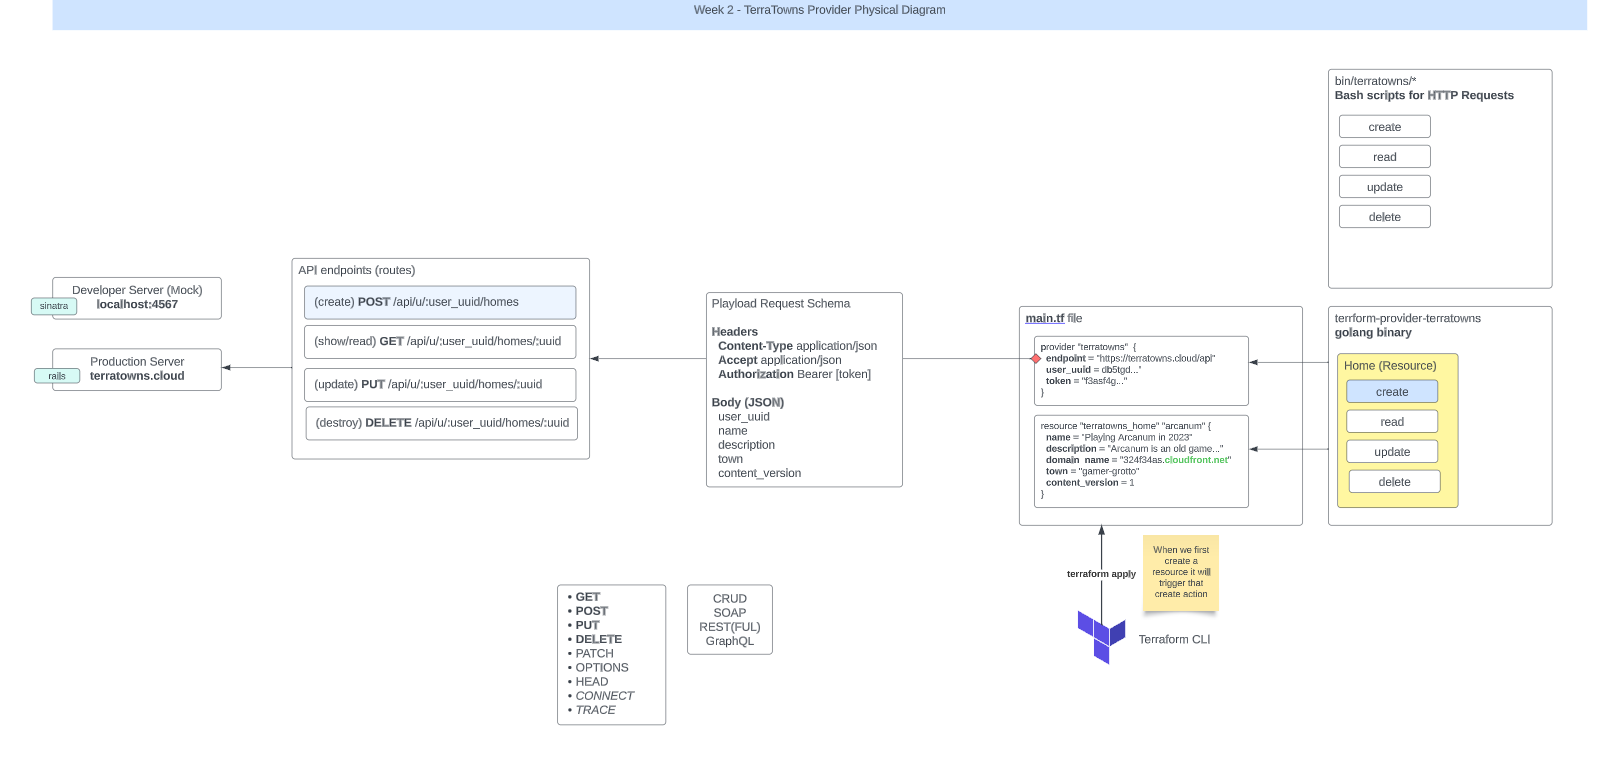 Week 2 - TerraTowns Provider Physical Diagram
bin/terratowns/*
Bash scripts for HTTP Requests
create
read
update
delete
Developer Server (Mock)
localhost:4567
sinatra
Production Server
terratowns.cloud
rails
API endpoints (routes)
(create) POST /api/u/:user_uuid/homes
(show/read) GET /api/u/:user_uuid/homes/:uuid
(update) PUT /api/u/:user_uuid/homes/:uuid
(destroy) DELETE /api/u/:user_uuid/homes/:uuid
Playload Request Schema
Headers
Content-Type application/json
Accept application/json
Authorization Bearer [token]
Body (JSON)
user_uuid
name
description
town
content_version
main.tf file
provider "terratowns" {
endpoint = "https://terratowns.cloud/api"
user_uuid = db5tgd..."
token = "f3asf4g..."
}
resource "terratowns_home" "arcanum" {
name = "Playing Arcanum in 2023"
description = "Arcanum is an old game..."
domain_name = "324f34as.cloudfront.net"
town = "gamer-grotto"
content_version = 1
}
terrform-provider-terratowns
golang binary
Home (Resource)
create
read
update
delete
When we first
create a
resource it will
trigger that
create action
terraform apply
Terraform CLI
• GET
• POST
• PUT
• DELETE
• PATCH
• OPTIONS
• HEAD
• CONNECT
• TRACE
CRUD
SOAP
REST(FUL)
GraphQL